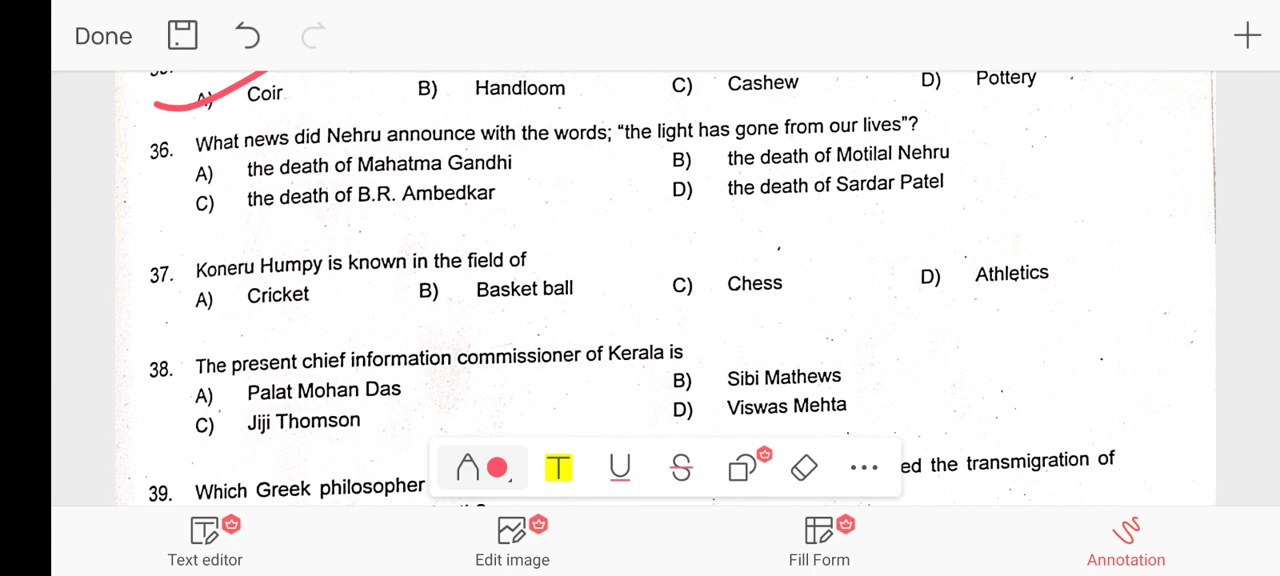 Done
A) Coir B) Handloom C) Cashew D) Pottery
36. What news did Nehru announce with the words; “the light has gone from our lives”?
A) the death of Mahatma Gandhi B) the death of Motilal Nehru
C) the death of B.R. Ambedkar D) the death of Sardar Patel
37. Koneru Humpy is known in the field of
A) Cricket B) Basket ball C) Chess D) Athletics
38. The present chief information commissioner of Kerala is
A) Palat Mohan Das B) Sibi Mathews
C) Jiji Thomson D) Viswas Mehta
39. Which Greek philosopher ed the transmigration of
Text editor Edit image Fill Form Annotation